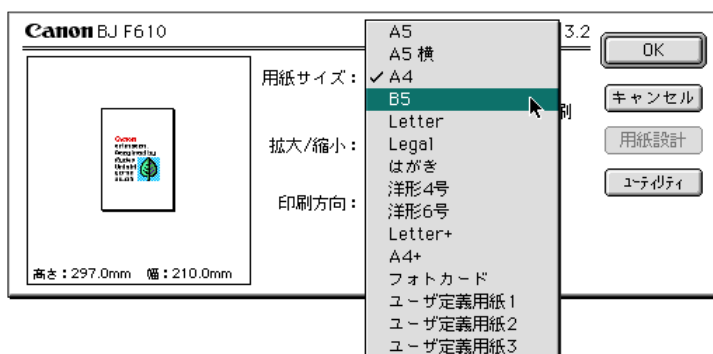 Canon BJ F610
3.2
用紙サイズ：
拡大/縮小：
印刷方向：
A5
A5 横
✓A4
B5
Letter
Legal
はがき
洋形4号
洋形6号
Letter+
A4+
フォトカード
ユーザ定義用紙1
ユーザ定義用紙2
ユーザ定義用紙3
刷
OK
キャンセル
用紙設計
ユーティリティ
Canon
高さ：297.0mm 幅：210.0mm